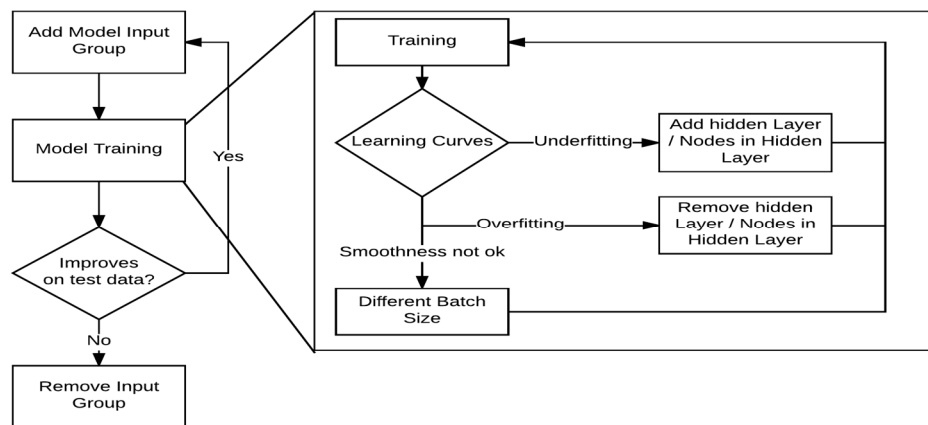 Add Model Input
Group
Model Training
Yes
Improves
on test data?
No
Remove Input
Group
Training
Learning Curves
Underfitting
Add hidden Layer
/ Nodes in Hidden
Layer
Overfitting
Remove hidden
Layer / Nodes in
Hidden Layer
Smoothness not ok
Different Batch
Size